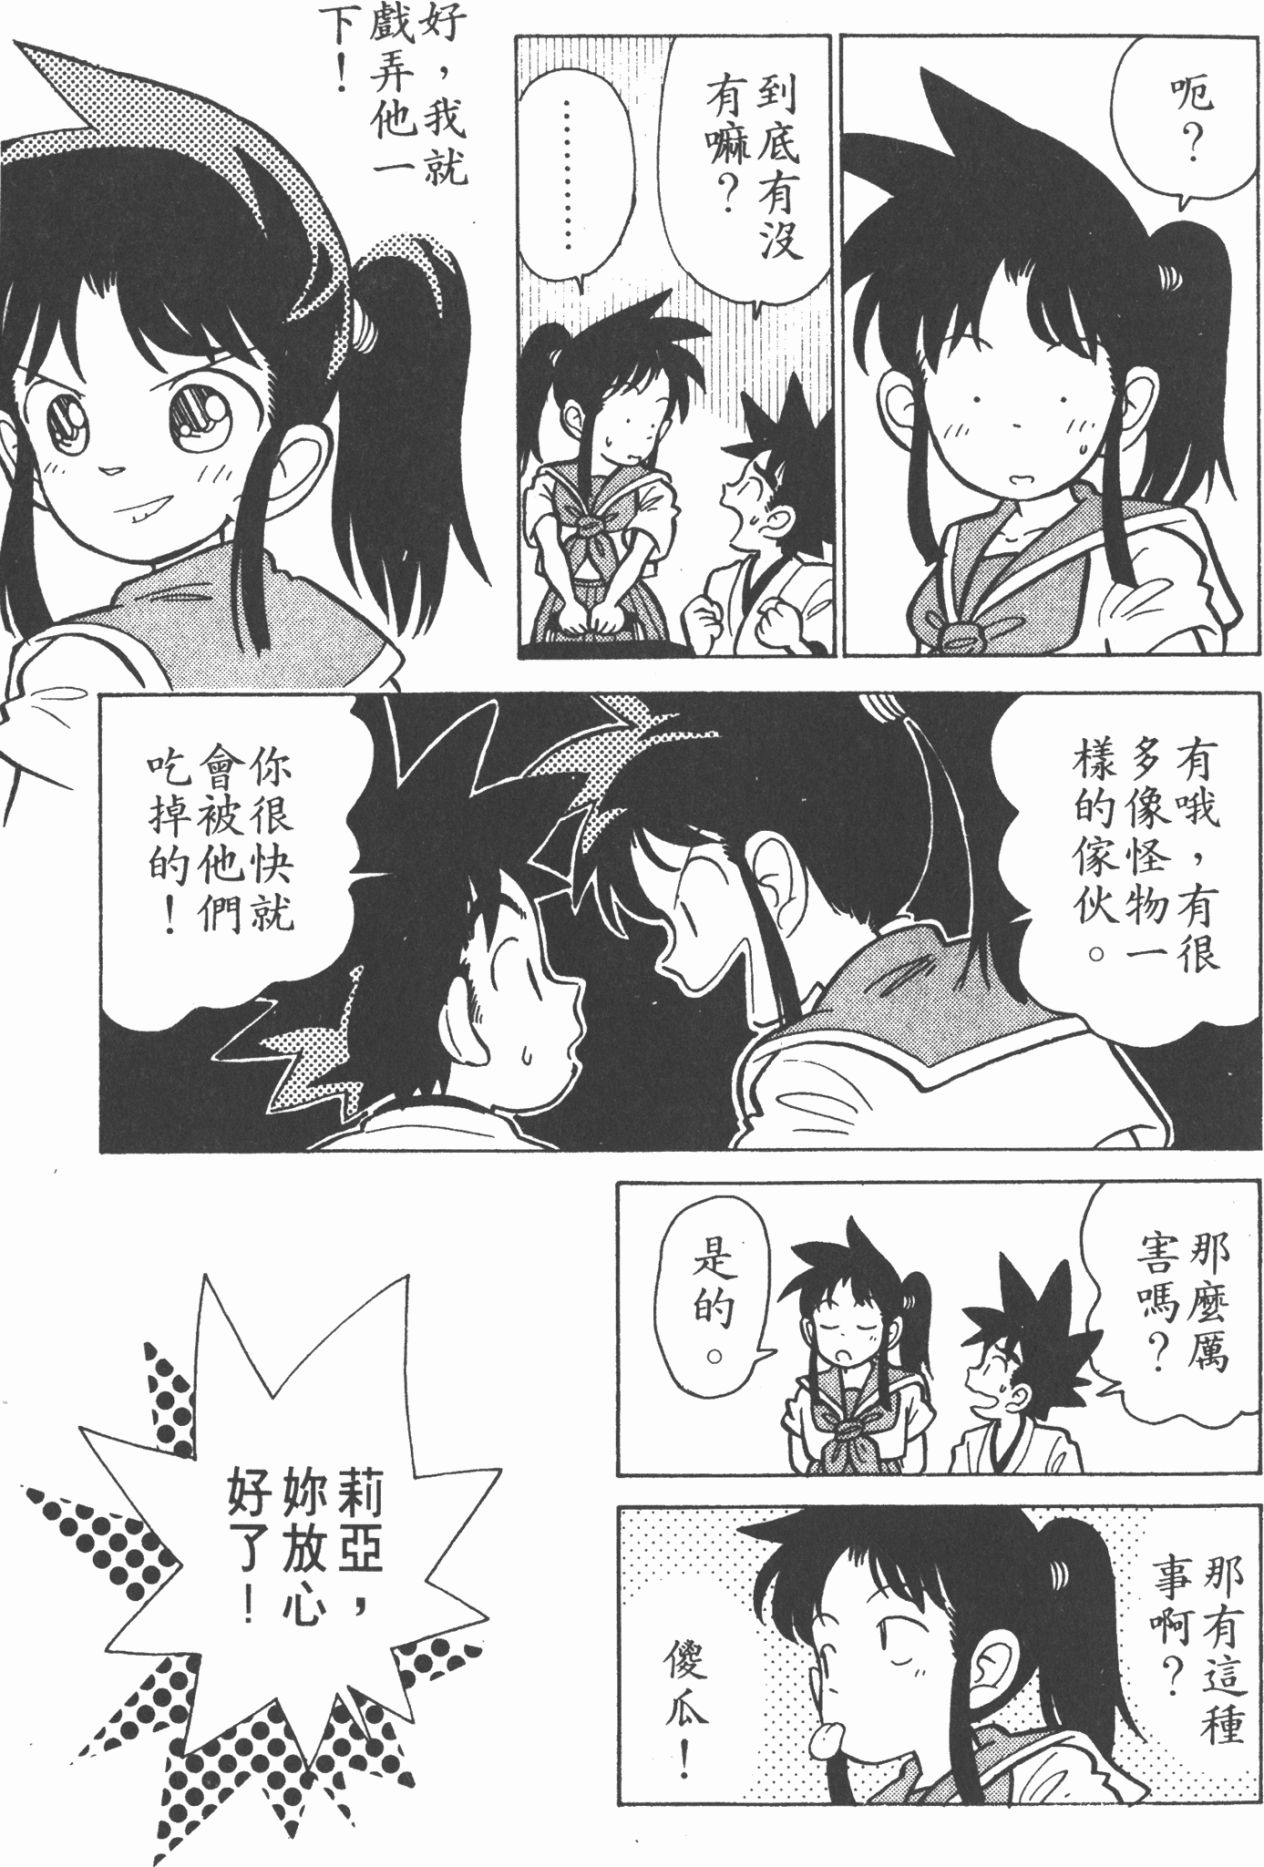 呃？
到底有沒
有嘛？
………
好，我就
戲弄他一
下！
有哦，有很
多像怪物一
樣的傢伙。
你很快就
會被他們
吃掉的！
那麼厲
害嗎？
是的。
那有這種
事啊？
傻瓜！
莉亞，
妳放心
好了！